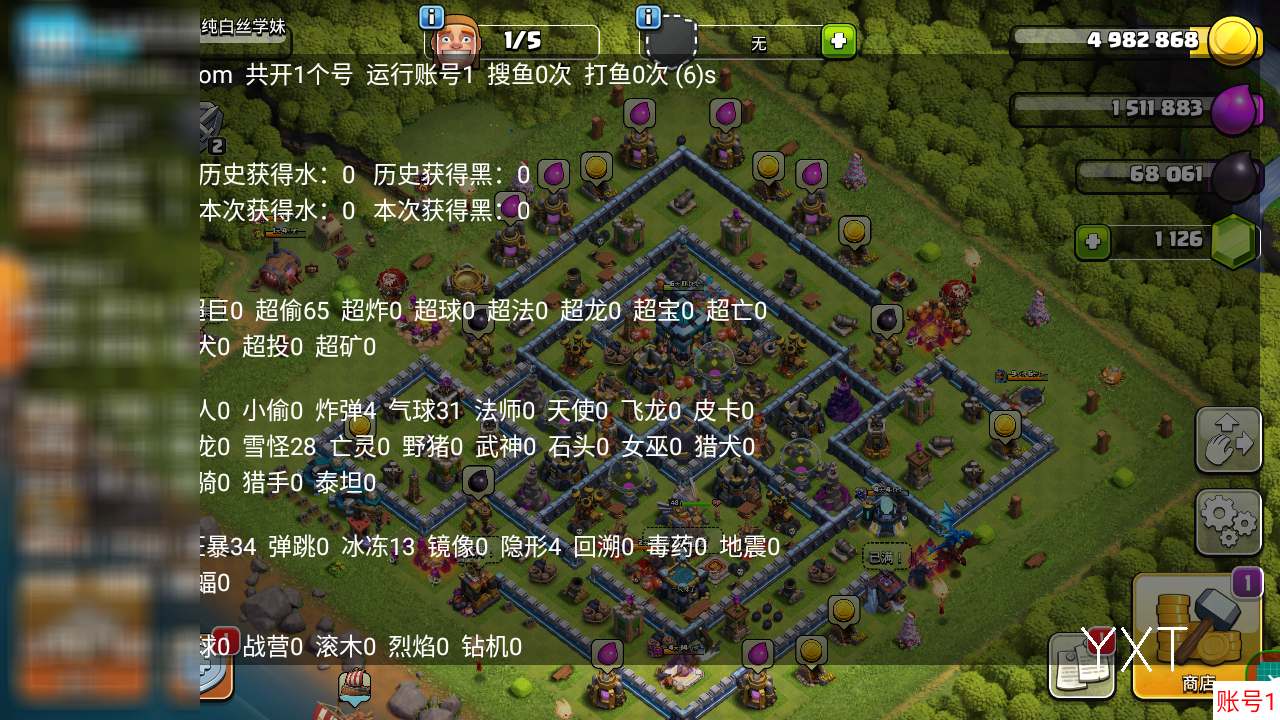 纯白丝学妹
1/5
无
4 982 868
om 共开1个号 运行账号1 搜鱼0次 打鱼0次 (6)s
1 511 883
2
历史获得水：0 历史获得黑：0
68 061
本次获得水：0 本次获得黑：0
1 126
巨0 超偷65 超炸0 超球0 超法0 超龙0 超宝0 超亡0
犬0 超投0 超矿0
人0 小偷0 炸弹4 气球31 法师0 天使0 飞龙0 皮卡0
龙0 雪怪28 亡灵0 野猪0 武神0 石头0 女巫0 猎犬0
骑0 猎手0 泰坦0
暴34 弹跳0 冰冻13 镜像0 隐形4 回溯0 毒药0 地震0
已满！
蝠0
1
球0 战营0 滚木0 烈焰0 钻机0
YXT
商店
账号1